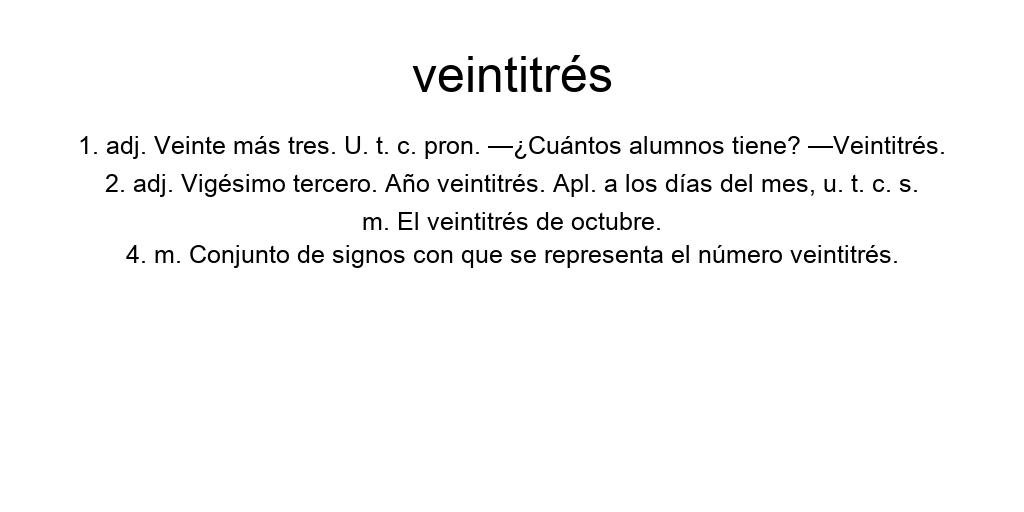 veintitrés
1. adj. Veinte más tres. U. t. c. pron. —¿Cuántos alumnos tiene? —Veintitrés.
2. adj. Vigésimo tercero. Año veintitrés. Apl. a los días del mes, u. t. c. s.
m. El veintitrés de octubre.
4. m. Conjunto de signos con que se representa el número veintitrés.